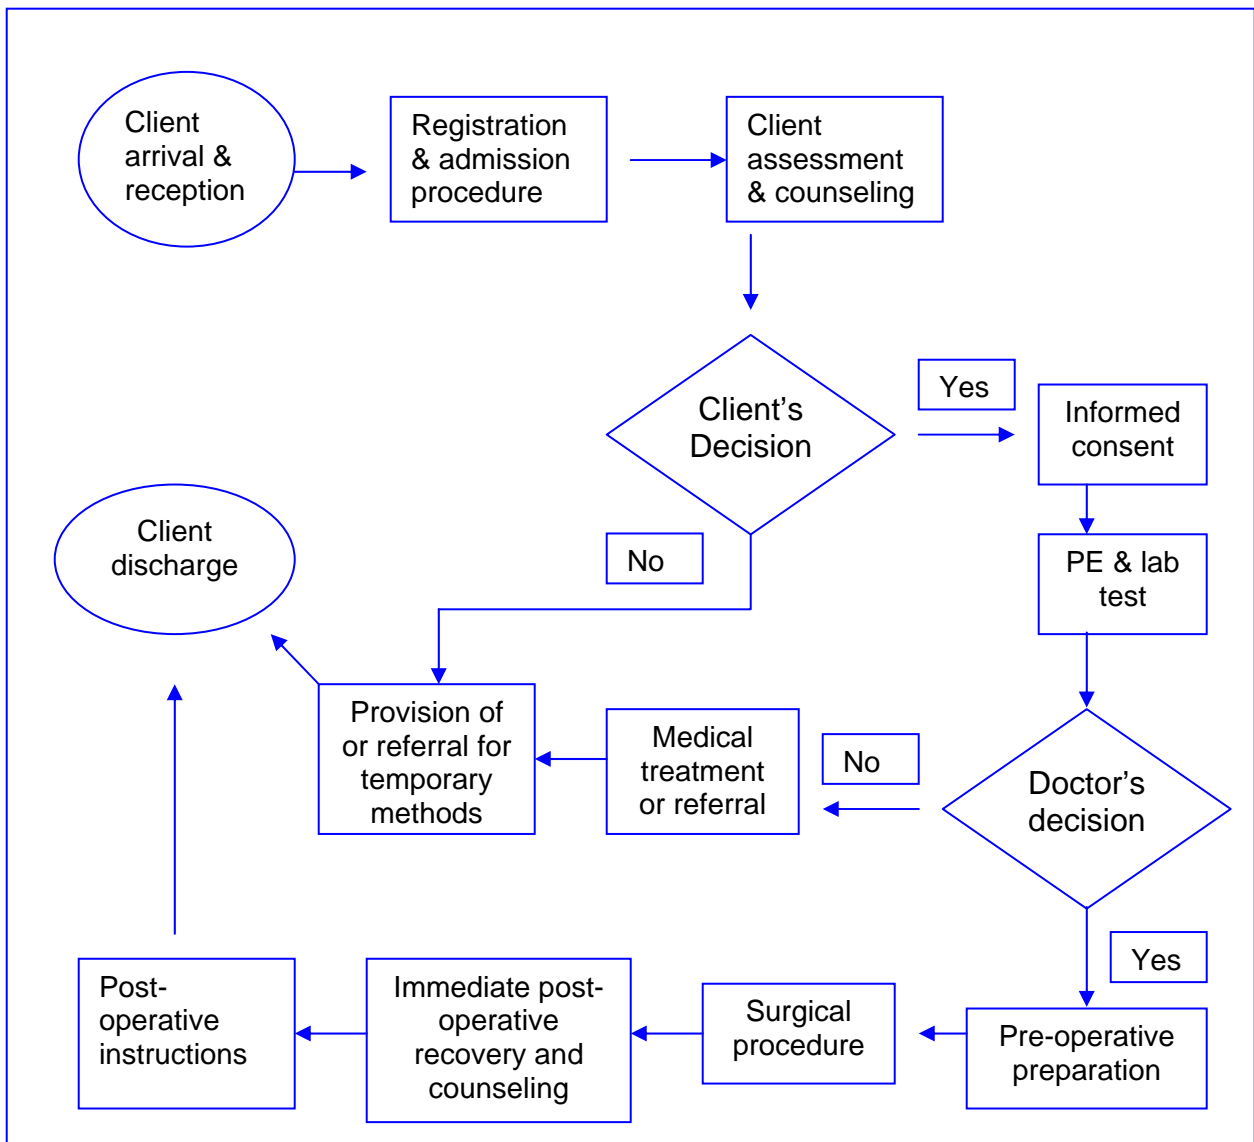 Client
arrival &
reception
Registration
& admission
procedure
Client
assessment
& counseling
Client's
Decision
Yes
Informed
consent
No
PE & lab
test
Client
discharge
Doctor's
decision
No
Medical
treatment
or referral
Provision of
or referral for
temporary
methods
Yes
Pre-operative
preparation
Surgical
procedure
Immediate post-
operative
recovery and
counseling
Post-
operative
instructions